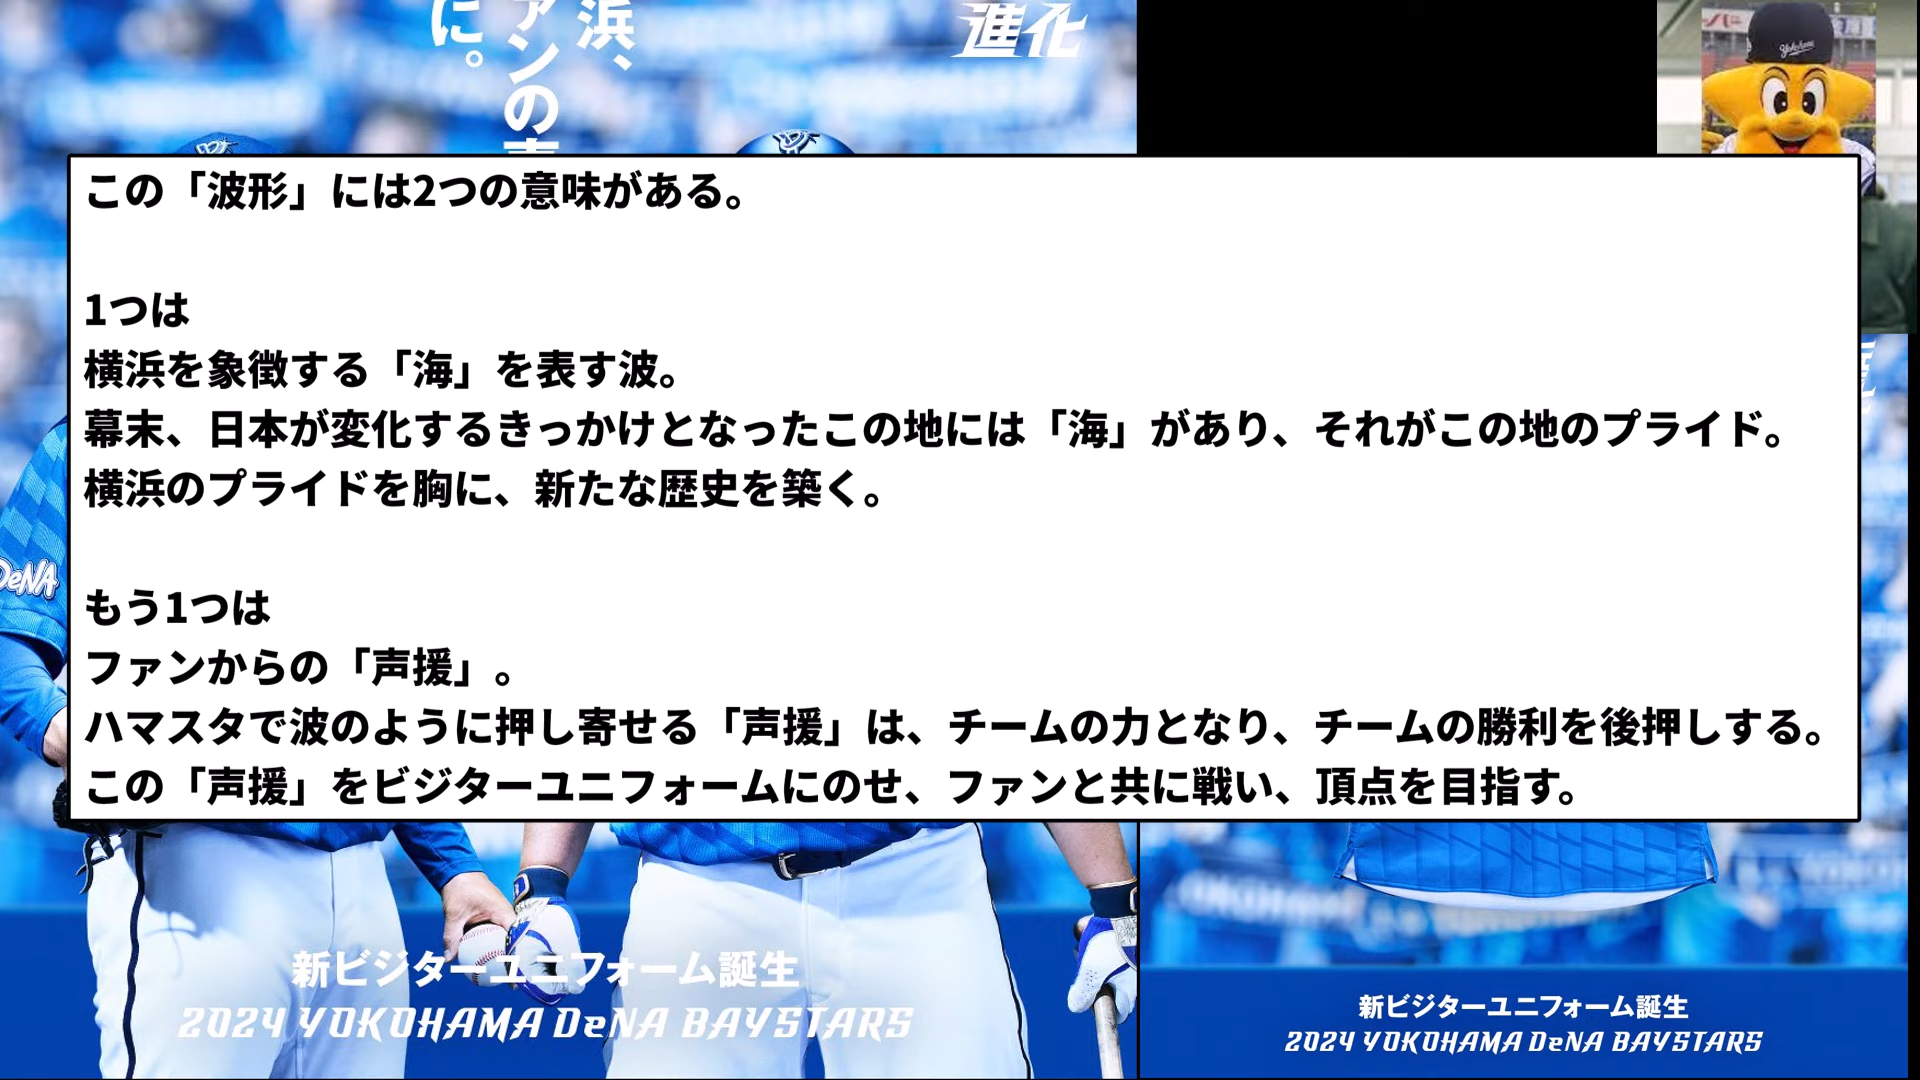 浜、
ァンの
に。
進化
Yokohama
この「波形」には2つの意味がある。
1つは
横浜を象徴する「海」を表す波。
幕末、日本が変化するきっかけとなったこの地には「海」があり、それがこの地のプライド。
横浜のプライドを胸に、新たな歴史を築く。
もう1つは
ファンからの「声援」。
ハマスタで波のように押し寄せる「声援」は、チームの力となり、チームの勝利を後押しする。
この「声援」をビジターユニフォームにのせ、ファンと共に戦い、頂点を目指す。
DeNA
新ビジターユニフォーム誕生
2024 YOKOHAMA DeNA BAYSTARS
新ビジターユニフォーム誕生
2024 YOKOHAMA DeNA BAYSTARS